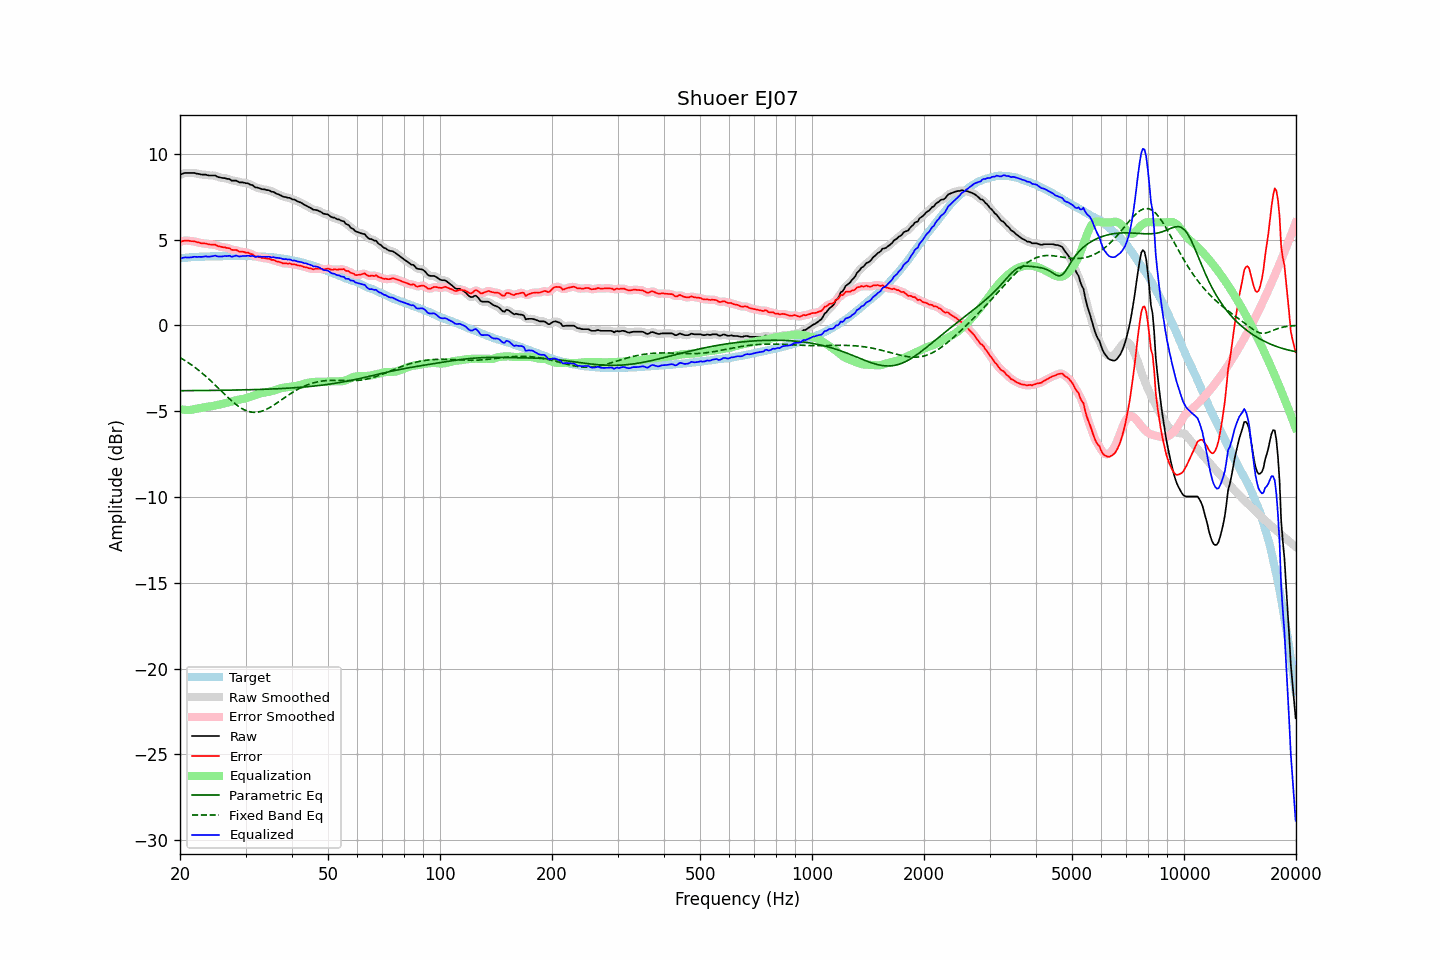 Shuoer EJ07
Amplitude (dBr)
10
5
0
−5
−10
−15
−20
−25
−30
Target
Raw Smoothed
Error Smoothed
Raw
Error
Equalization
Parametric Eq
Fixed Band Eq
Equalized
20 50 100 200 500 1000 2000 5000 10000 20000
Frequency (Hz)